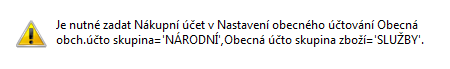 Je nutné zadat Nákupní účet v Nastavení obecného účtování Obecná
obch.účto skupina='NÁRODNÍ',Obecná účto skupina zboží='SLUŽBY'.